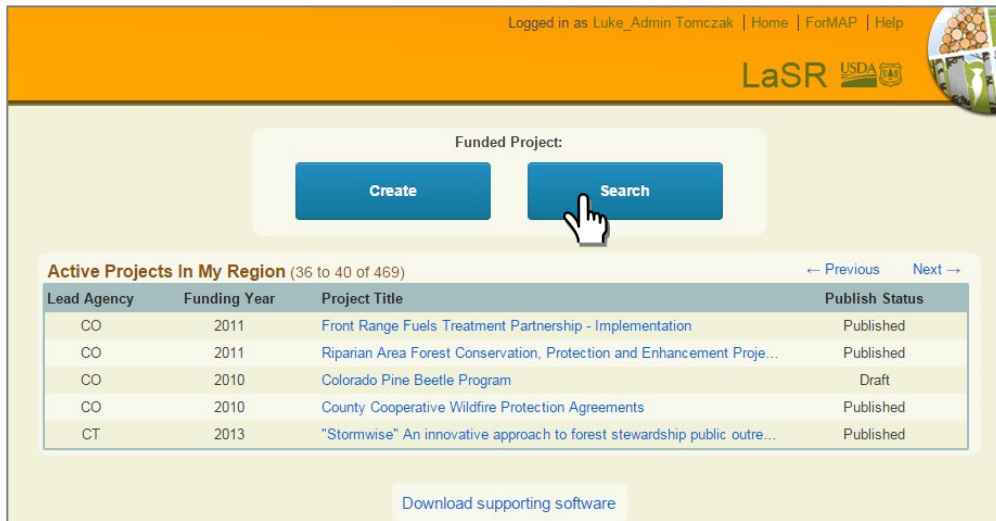 Logged in as Luke_Admin Tomczak | Home | ForMAP | Help
LaSR USDA UAS
Funded Project:
Create Search
Active Projects In My Region (36 to 40 of 469) ← Previous Next →
Lead Agency Funding Year Project Title Publish Status
CO 2011 Front Range Fuels Treatment Partnership - Implementation Published
CO 2011 Riparian Area Forest Conservation, Protection and Enhancement Proje... Published
CO 2010 Colorado Pine Beetle Program Draft
CO 2010 County Cooperative Wildfire Protection Agreements Published
CT 2013 "Stormwise" An innovative approach to forest stewardship public outre... Published
Download supporting software